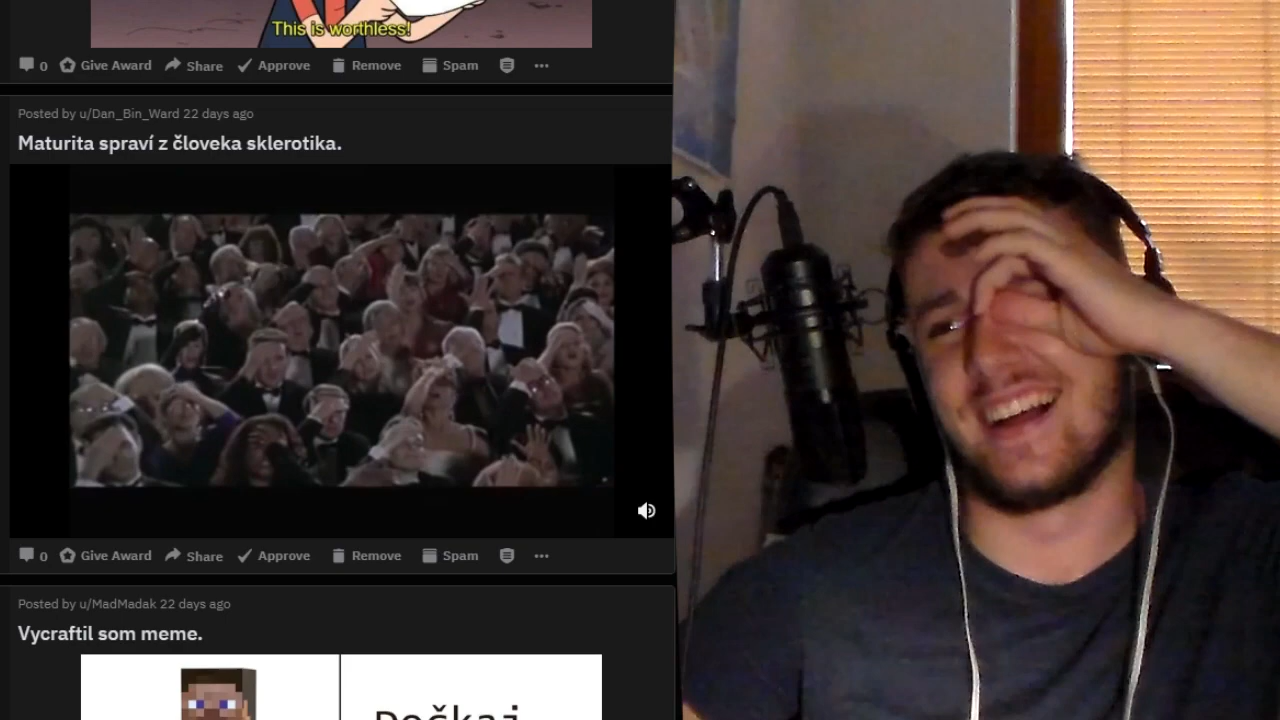 This is worthless!
0 Give Award Share Approve Remove Spam
Posted by u/Dan_Bin_Ward 22 days ago
Maturita spraví z človeka sklerotika.
0 Give Award Share Approve Remove Spam
Posted by u/MadMadak 22 days ago
Vycraftil som meme.
Počkaj